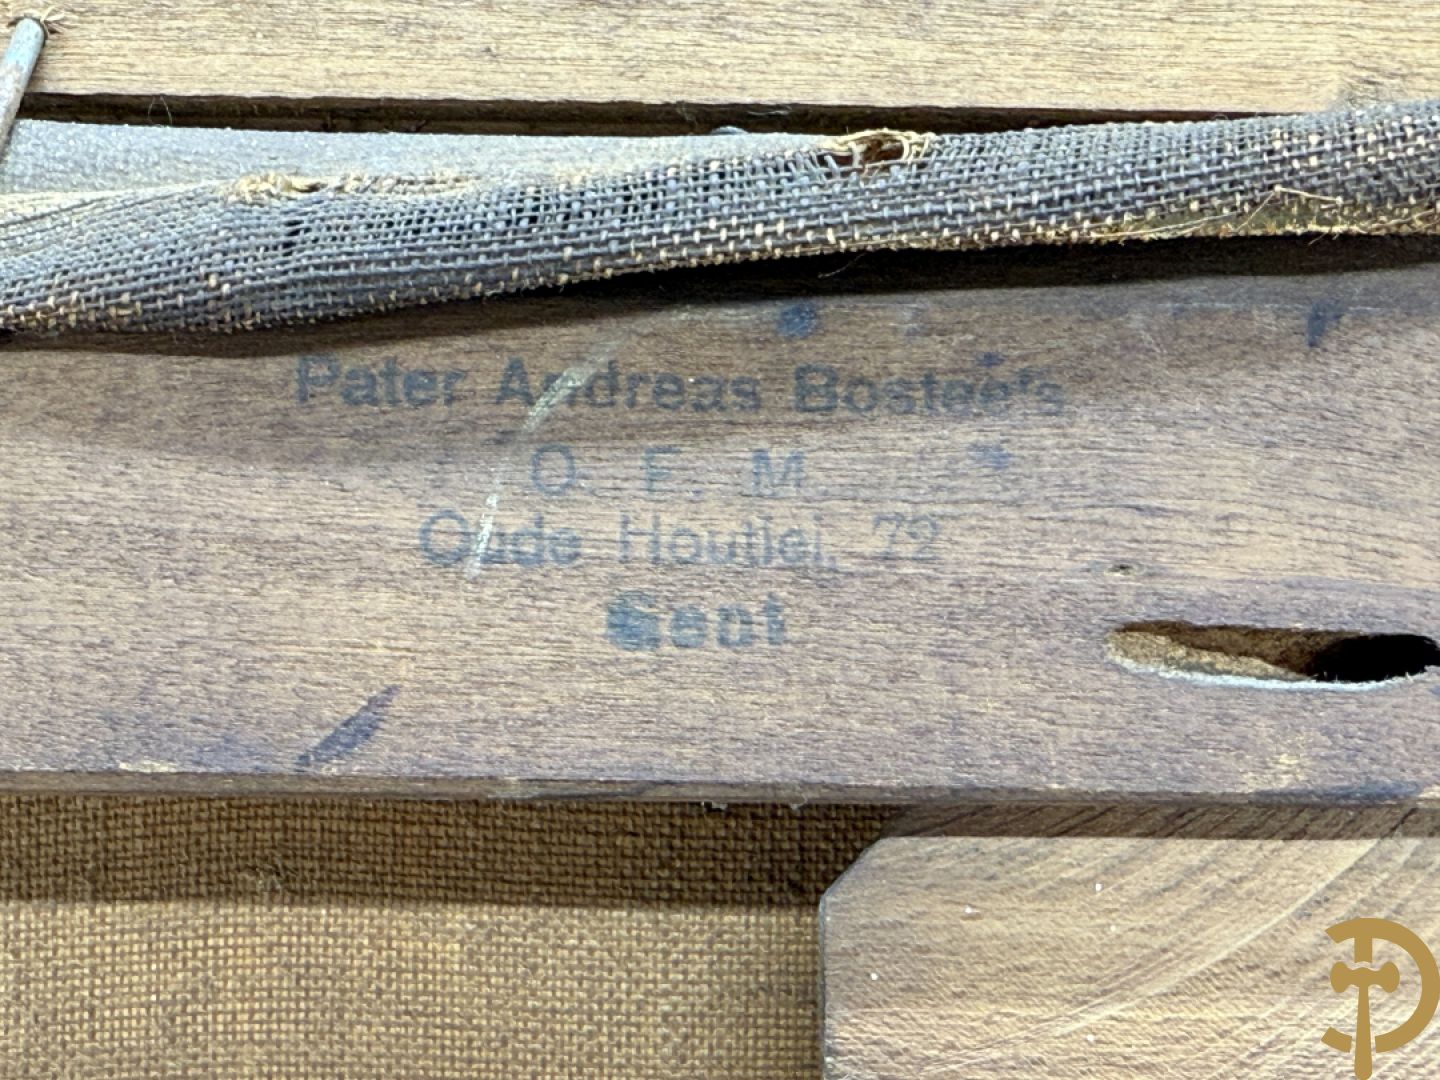 Pater Andreas Bosteels
O. F. M.
Oude Houtlei, 72
Gent